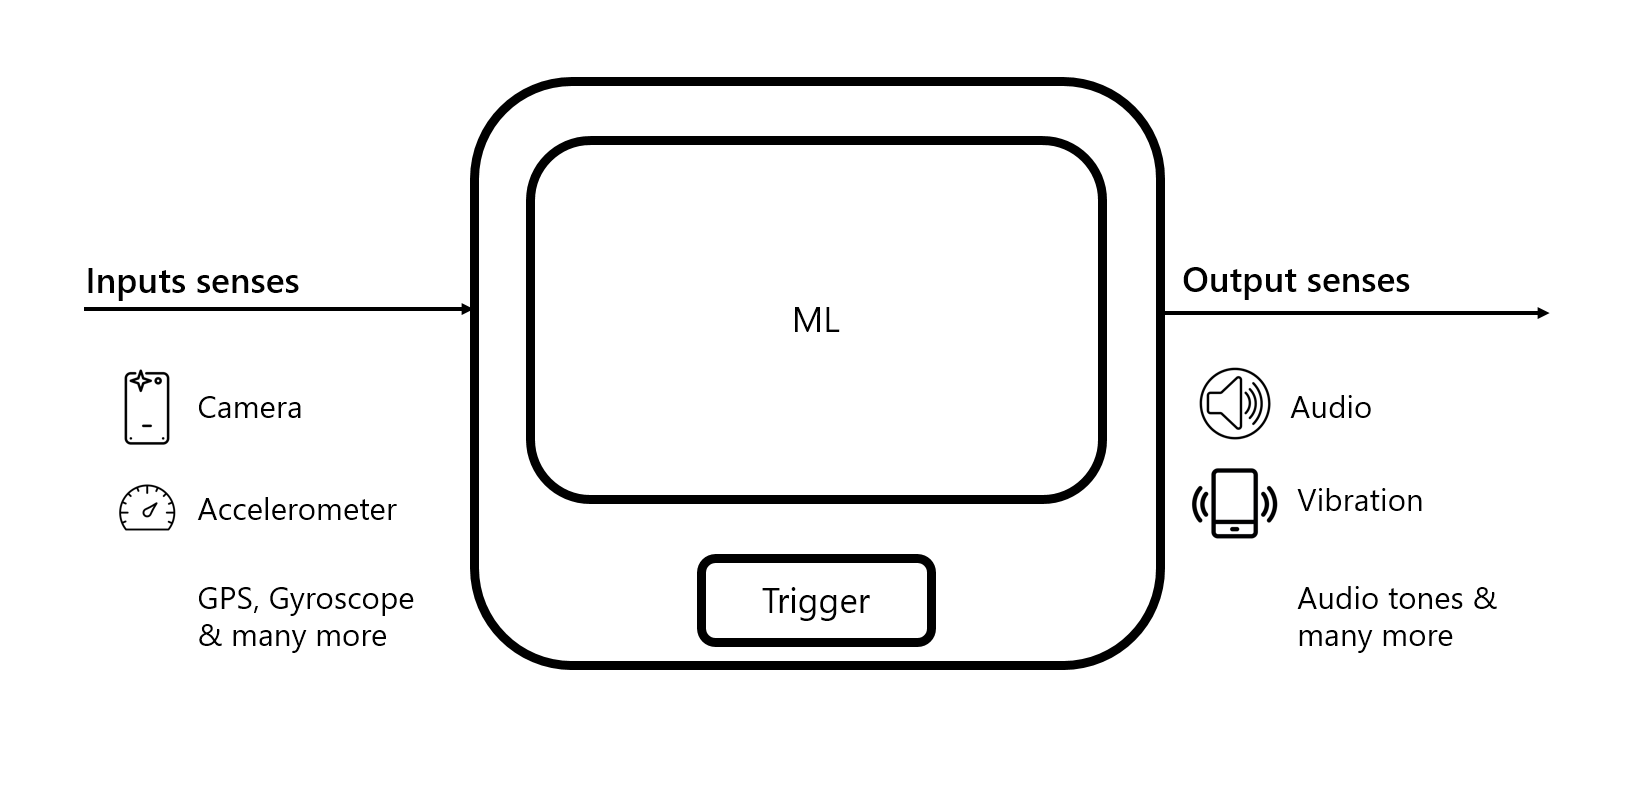 Inputs senses
Camera
Accelerometer
GPS, Gyroscope
& many more
ML
Trigger
Output senses
Audio
Vibration
Audio tones &
many more